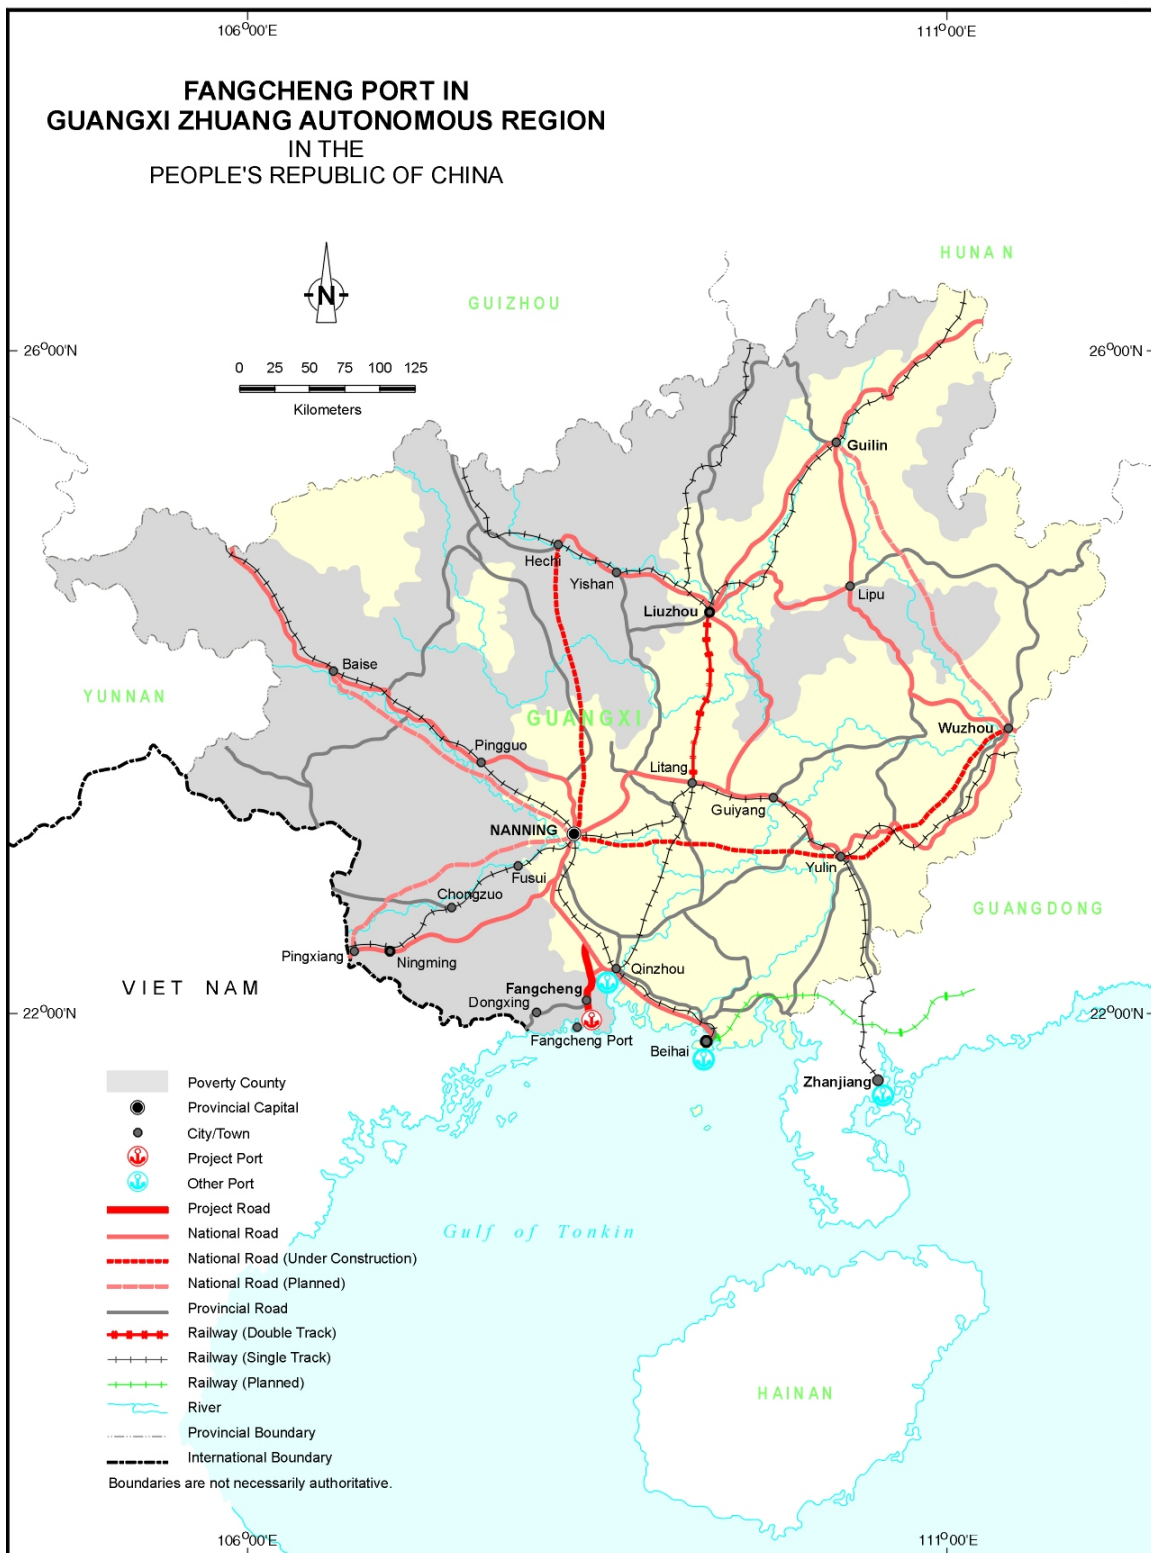 106°00'E
111°00'E
FANGCHENG PORT IN
GUANGXI ZHUANG AUTONOMOUS REGION
IN THE
PEOPLE'S REPUBLIC OF CHINA
HUNAN
GUIZHOU
N
26°00'N
26°00'N
0 25 50 75 100 125
Kilometers
Guilin
Hechi
Yishan
Lipu
Liuzhou
Baise
YUNNAN
GUANGXI
Wuzhou
Pingguo
Litang
Guiyang
NANNING
Yulin
Fusui
Chongzuo
GUANGDONG
Pingxiang
Ningming
Qinzhou
VIET NAM
Fangcheng
Dongxing
22°00'N
22°00'N
Fangcheng Port
Beihai
Zhanjiang
Poverty County
Provincial Capital
City/Town
Project Port
Other Port
Project Road
National Road
National Road (Under Construction)
National Road (Planned)
Provincial Road
Railway (Double Track)
Railway (Single Track)
Railway (Planned)
River
Provincial Boundary
International Boundary
Boundaries are not necessarily authoritative.
Gulf of Tonkin
HAINAN
106°00'E
111°00'E